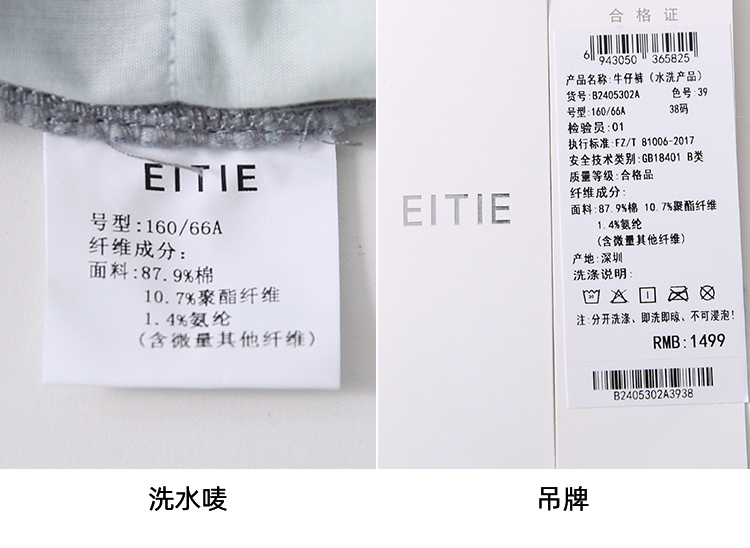 EITIE
号型:160/66A
纤维成分:
面料:87.9%棉
10.7%聚酯纤维
1.4%氨纶
(含微量其他纤维)
洗水唛
EITIE
合格证
6 943050 365825
产品名称:牛仔裤(水洗产品)
货号:B2405302A 色号:39
号型:160/66A 38码
检验员:01
执行标准:FZ/T 81006-2017
安全技术类别:GB18401 B类
质量等级:合格品
纤维成分:
面料:87.9%棉 10.7%聚酯纤维
1.4%氨纶
(含微量其他纤维)
产地:深圳
洗涤说明:
注:分开洗涤、即洗即晾、不可浸泡!
RMB:1499
B2405302A3938
吊牌